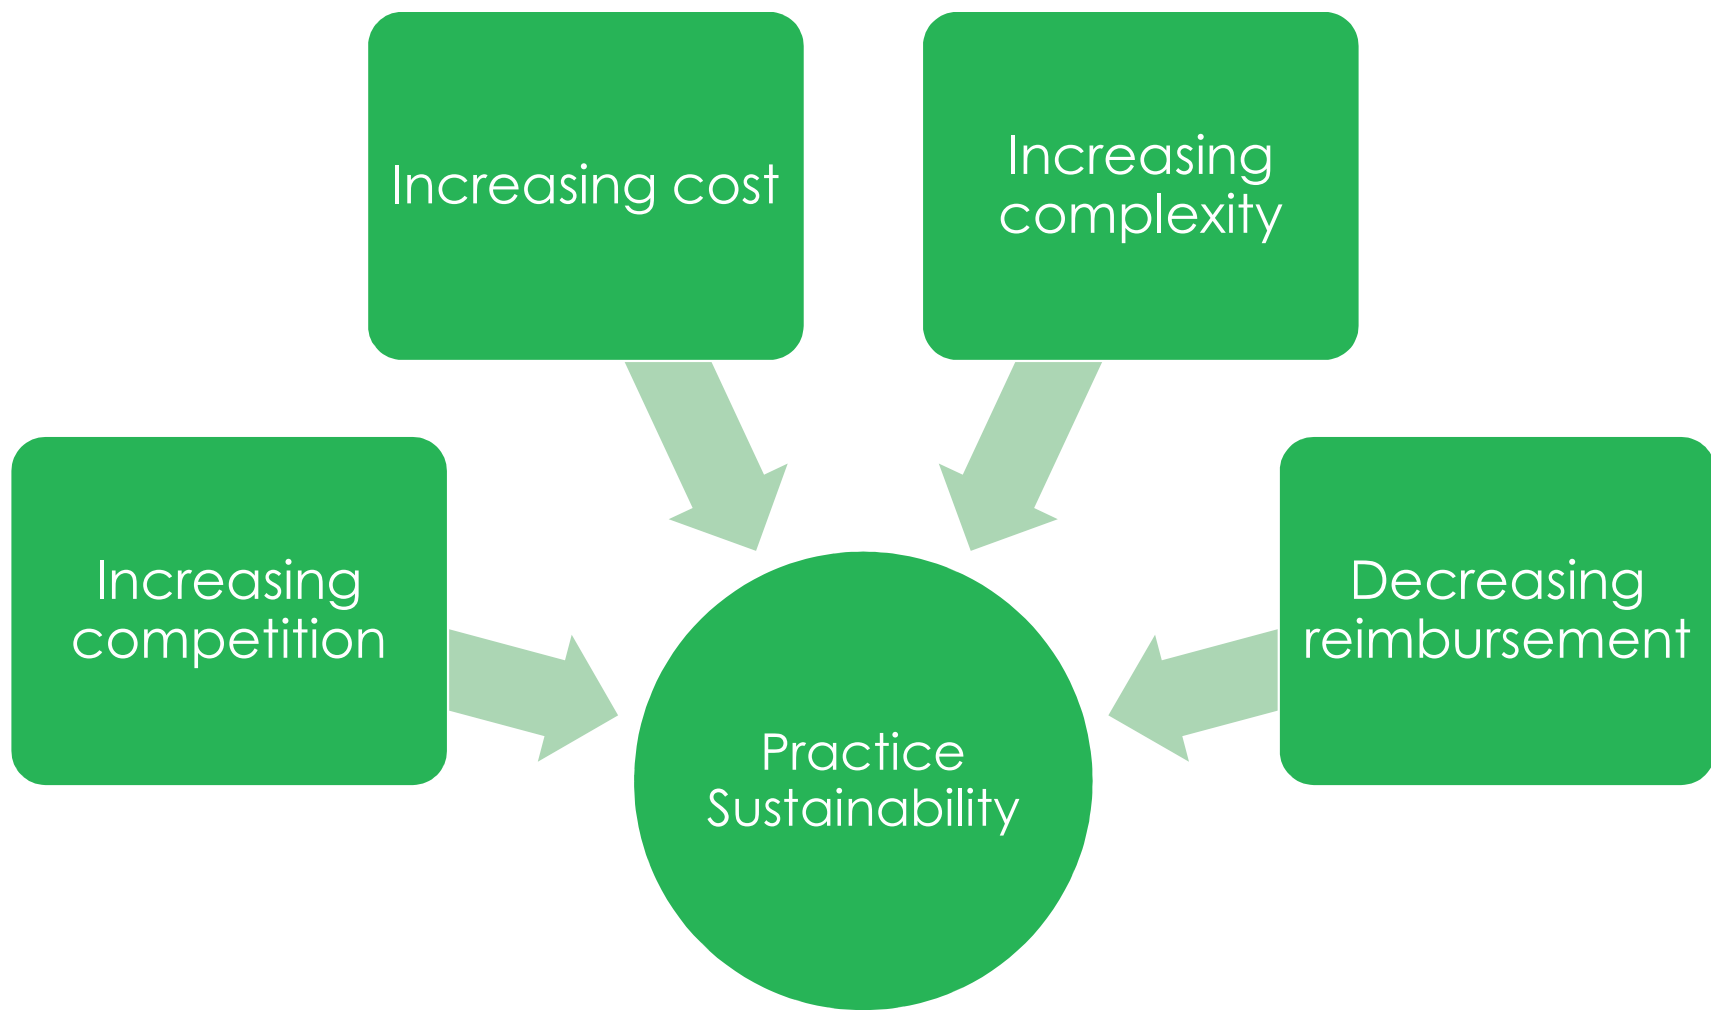 Increasing cost
Increasing
complexity
Increasing
competition
Decreasing
reimbursement
Practice
Sustainability